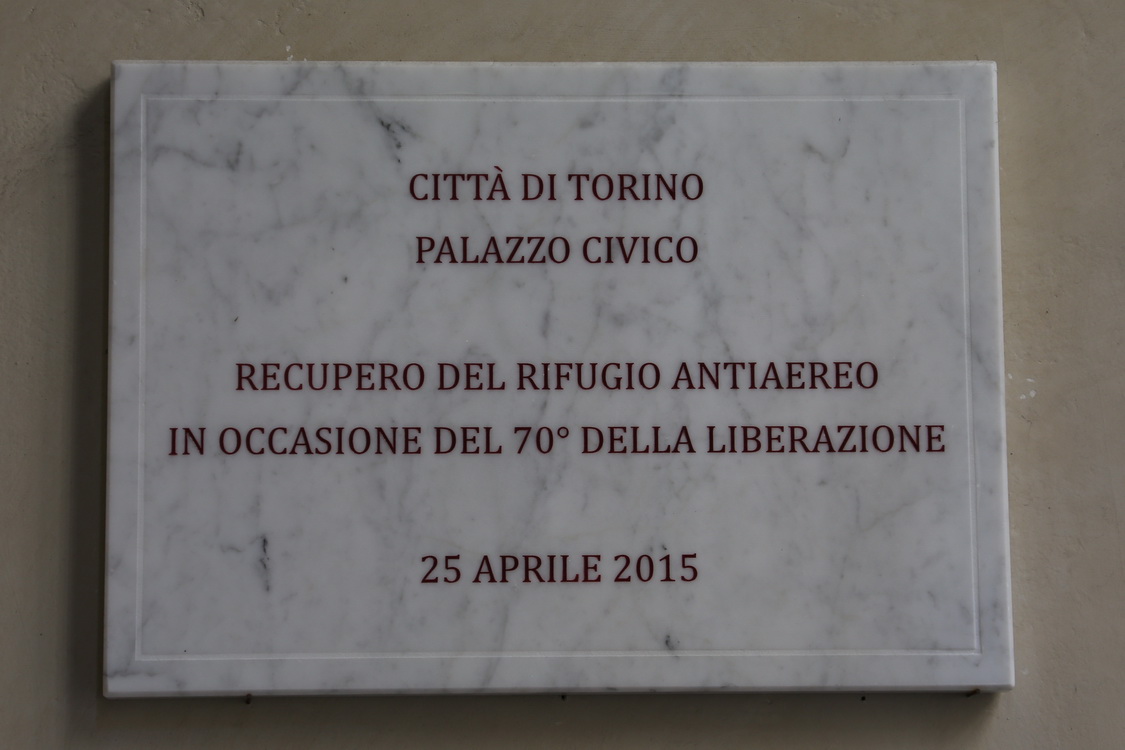 CITTÀ DI TORINO
PALAZZO CIVICO
RECUPERO DEL RIFUGIO ANTIAEREO
IN OCCASIONE DEL 70° DELLA LIBERAZIONE
25 APRILE 2015